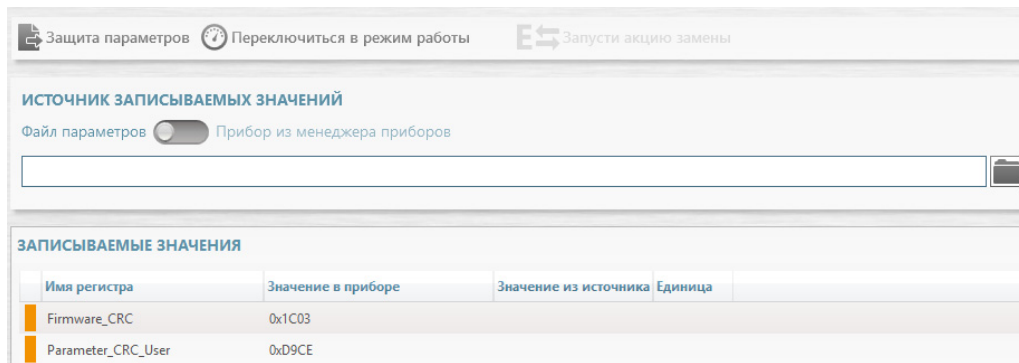 Защита параметров Переключиться в режим работы Запусти акцию замены
ИСТОЧНИК ЗАПИСЫВАЕМЫХ ЗНАЧЕНИЙ
Файл параметров Прибор из менеджера приборов
ЗАПИСЫВАЕМЫЕ ЗНАЧЕНИЯ
Имя регистра Значение в приборе Значение из источника Единица
Firmware_CRC 0x1C03
Parameter_CRC_User 0xD9CE